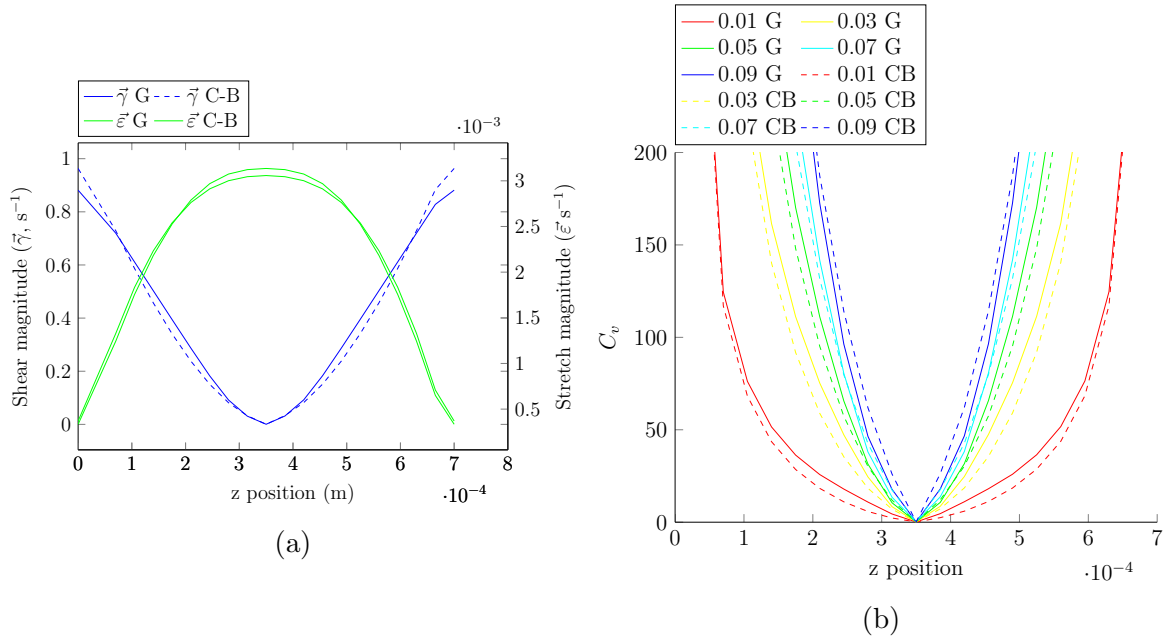 γ⃗ G γ⃗ C-B
ε⃗ G ε⃗ C-B
·10⁻³
Shear magnitude (γ⃗, s⁻¹)
1
0.8
0.6
0.4
0.2
0
Stretch magnitude (ε⃗ s⁻¹)
3
2.5
2
1.5
1
0.5
0 1 2 3 4 5 6 7 8
z position (m)
·10⁻⁴
(a)
0.01 G 0.03 G
0.05 G 0.07 G
0.09 G 0.01 CB
0.03 CB 0.05 CB
0.07 CB 0.09 CB
C_v
200
150
100
50
0
0 1 2 3 4 5 6 7
z position
·10⁻⁴
(b)